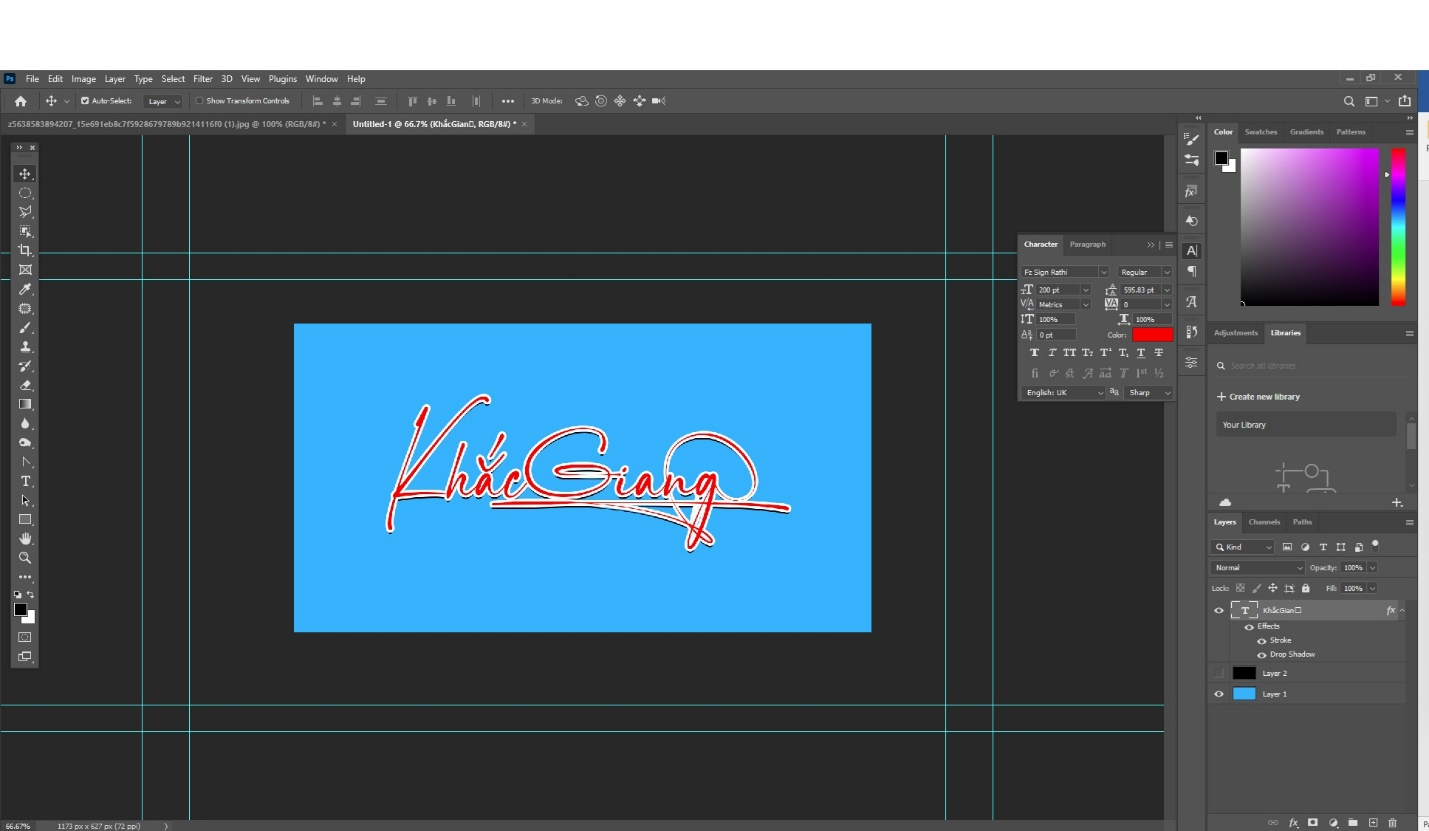 Ps File Edit Image Layer Type Select Filter 3D View Plugins Window Help
Auto-Select: Layer Show Transform Controls 3D Mode:
z5638583894207_15e691eb8c7f5928679789b9214116f0 (1).jpg @ 100% (RGB/8#) * × Untitled-1 @ 66.7% (KhắcGian□, RGB/8#) * ×
Color Swatches Gradients Patterns
Character Paragraph
Fz Sign Rathi Regular
200 pt 595.83 pt
Metrics 0
100% 100%
0 pt Color:
English: UK Sharp
KhắcGiang
Adjustments Libraries
Search all libraries
+ Create new library
Your Library
Layers Channels Paths
Kind
Normal Opacity: 100%
Lock: Fill: 100%
T KhắcGian□ fx
Effects
Stroke
Drop Shadow
Layer 2
Layer 1
66.67% 1173 px x 627 px (72 ppi)